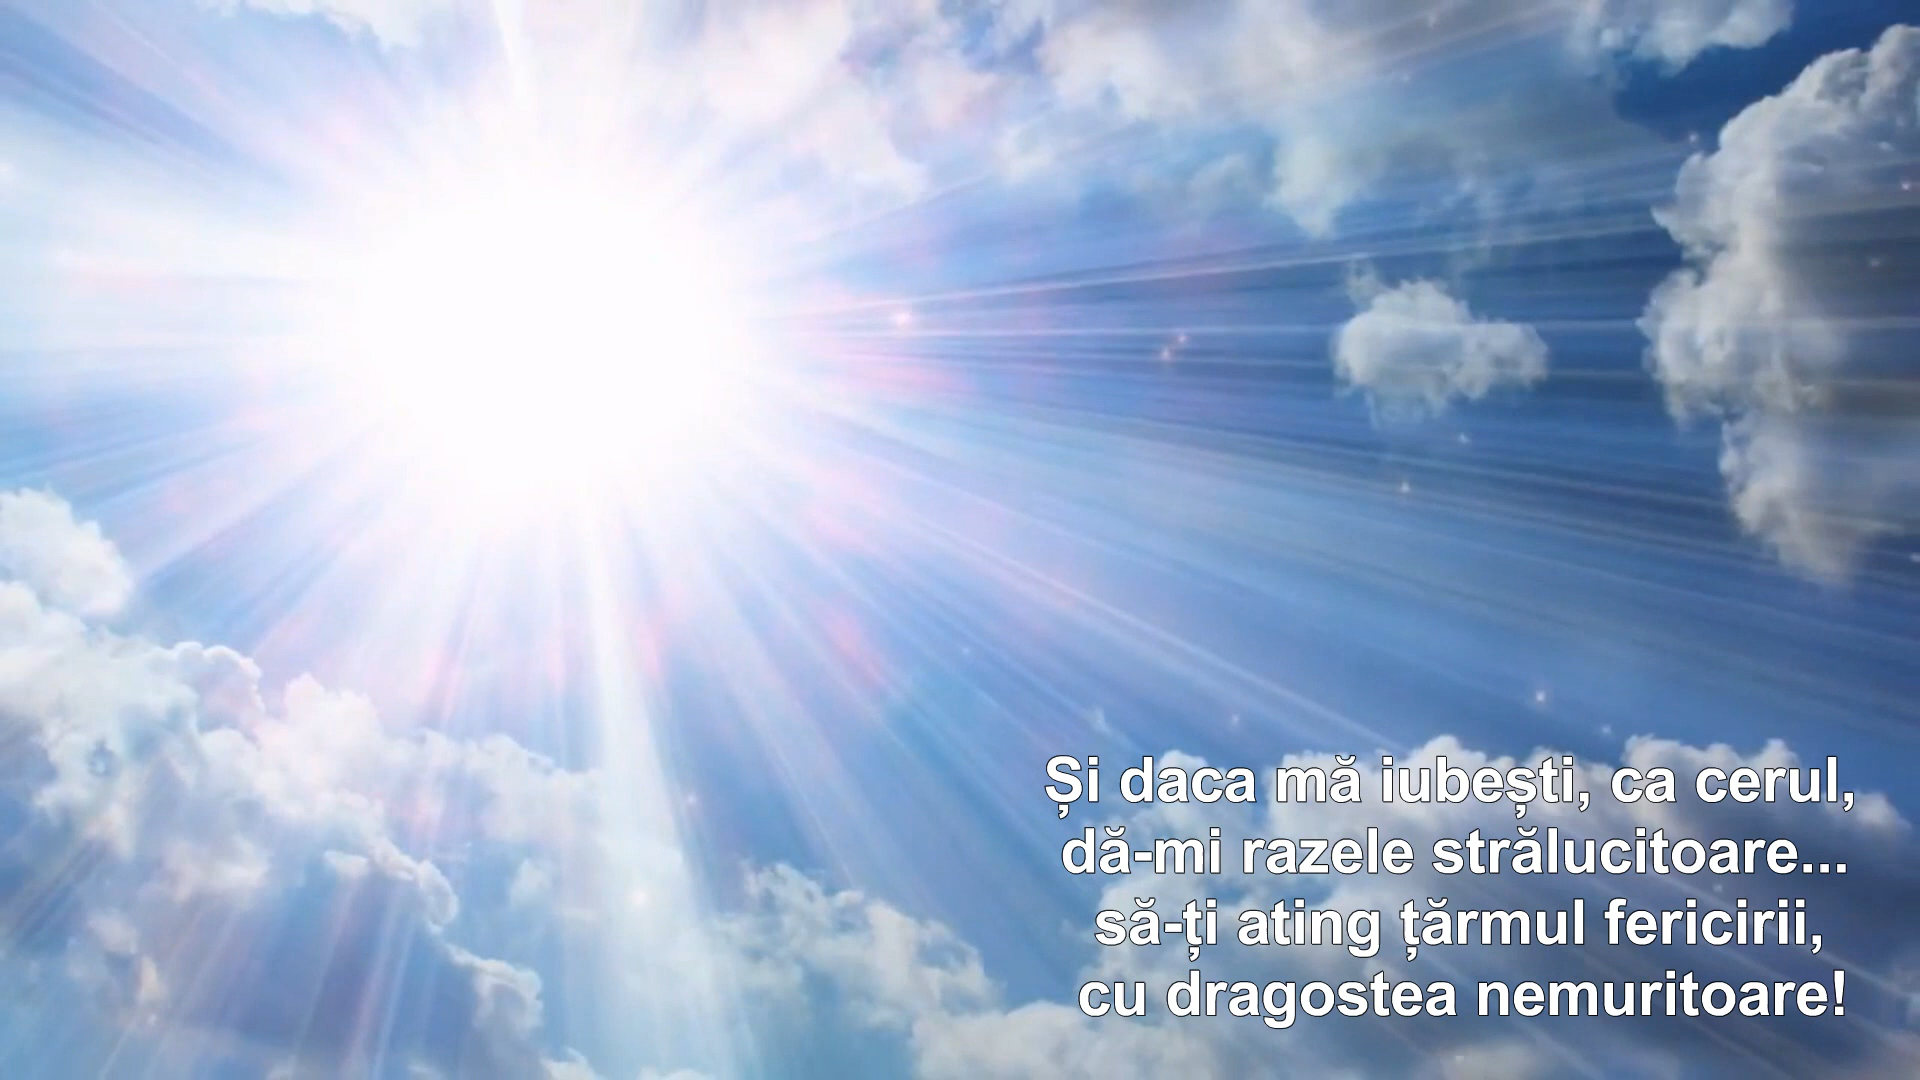 Și daca mă iubești, ca cerul,
dă-mi razele strălucitoare...
să-ți ating țărmul fericirii,
cu dragostea nemuritoare!